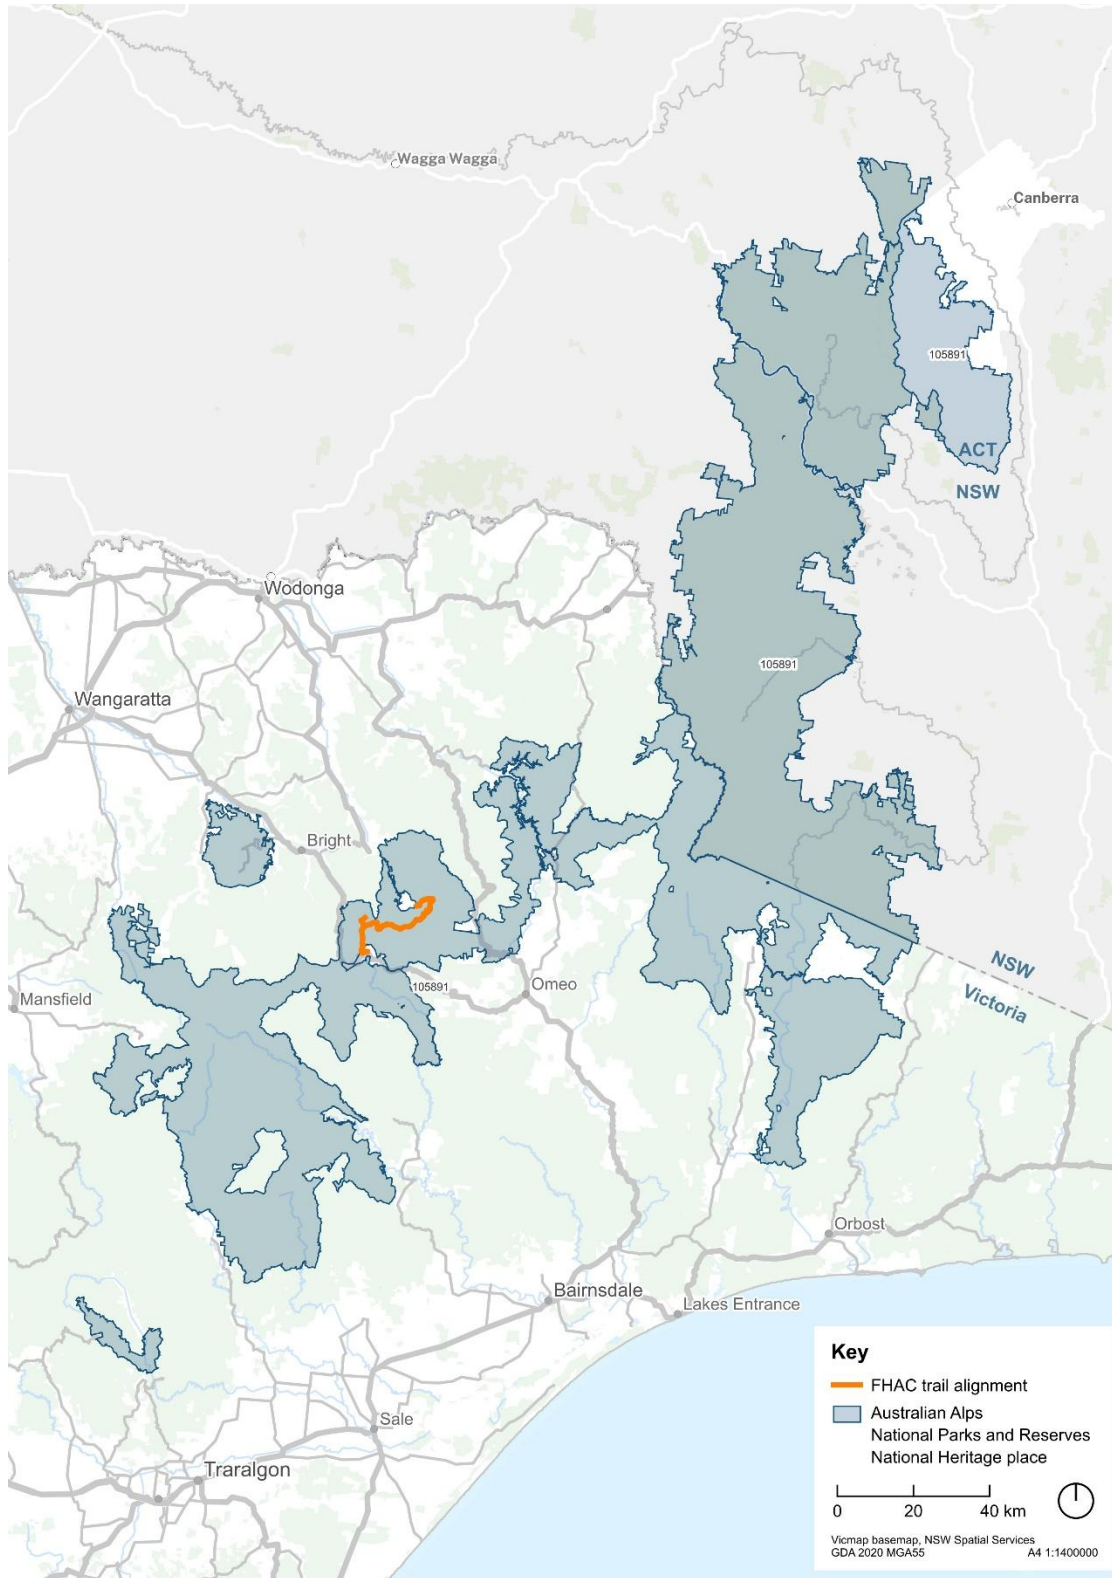 Wagga Wagga
Canberra
105891
ACT
NSW
Wodonga
105891
Wangaratta
Bright
NSW
105891
Omeo
Victoria
Mansfield
Orbost
Bairnsdale
Lakes Entrance
Sale
Traralgon
Key
FHAC trail alignment
Australian Alps
National Parks and Reserves
National Heritage place
0 20 40 km
Vicmap basemap, NSW Spatial Services
GDA 2020 MGA55 A4 1:1400000